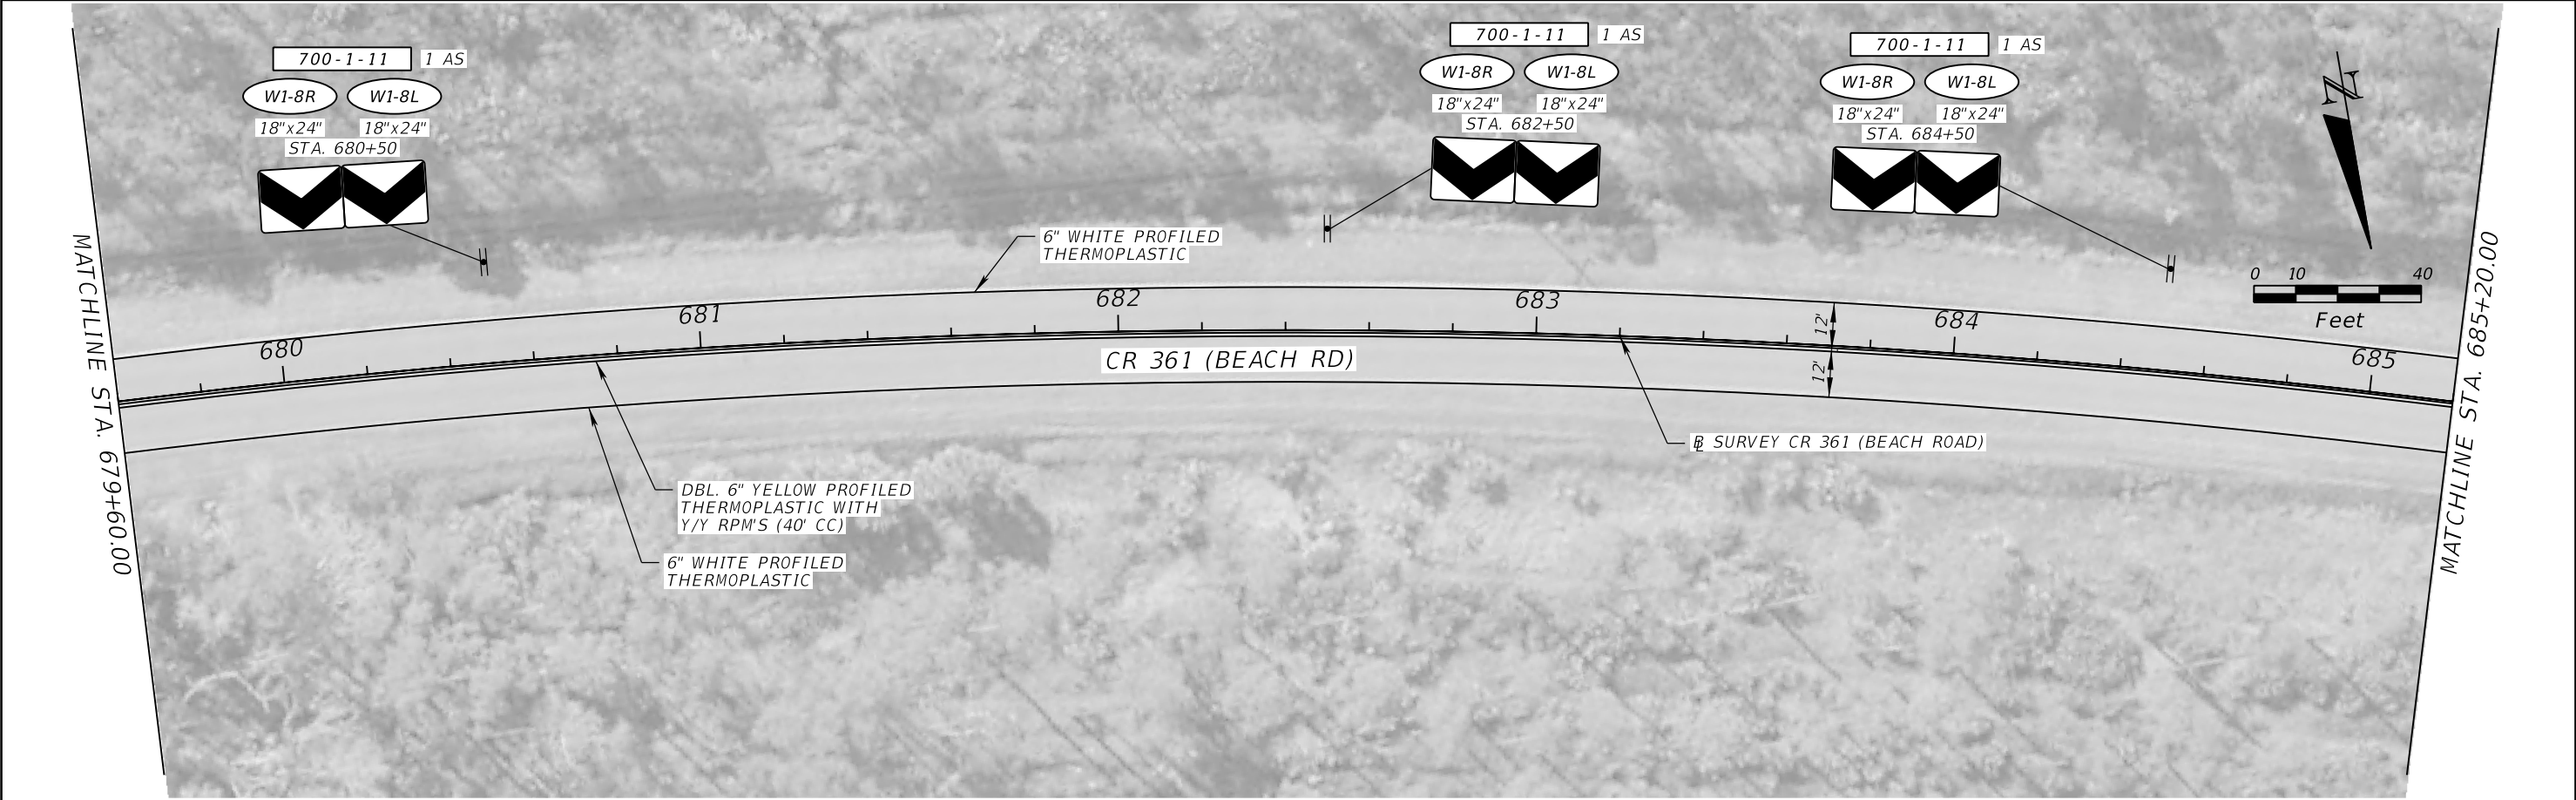 700-1-11 1 AS
W1-8R W1-8L
18"x24" 18"x24"
STA. 680+50
700-1-11 1 AS
W1-8R W1-8L
18"x24" 18"x24"
STA. 682+50
700-1-11 1 AS
W1-8R W1-8L
18"x24" 18"x24"
STA. 684+50
N
0 10 40
Feet
MATCHLINE STA. 679+60.00
MATCHLINE STA. 685+20.00
6" WHITE PROFILED
THERMOPLASTIC
680 681 682 683 684 685
12'
12'
CR 361 (BEACH RD)
BL SURVEY CR 361 (BEACH ROAD)
DBL. 6" YELLOW PROFILED
THERMOPLASTIC WITH
Y/Y RPM'S (40' CC)
6" WHITE PROFILED
THERMOPLASTIC